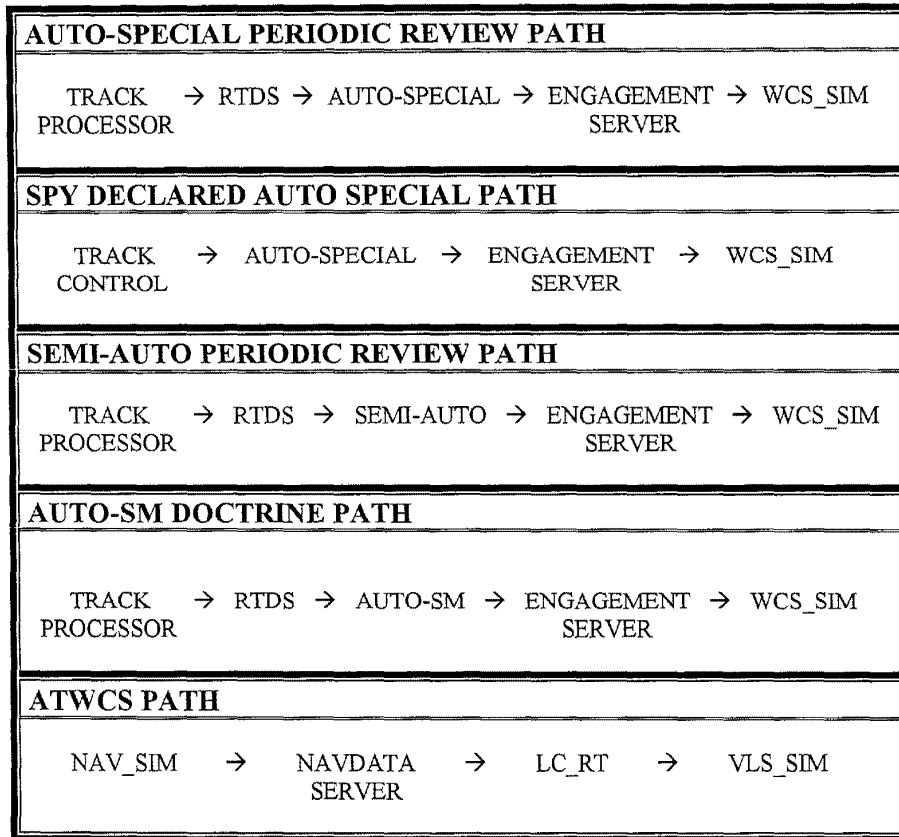 AUTO-SPECIAL PERIODIC REVIEW PATH
TRACK → RTDS → AUTO-SPECIAL → ENGAGEMENT → WCS_SIM
PROCESSOR SERVER
SPY DECLARED AUTO SPECIAL PATH
TRACK → AUTO-SPECIAL → ENGAGEMENT → WCS_SIM
CONTROL SERVER
SEMI-AUTO PERIODIC REVIEW PATH
TRACK → RTDS → SEMI-AUTO → ENGAGEMENT → WCS_SIM
PROCESSOR SERVER
AUTO-SM DOCTRINE PATH
TRACK → RTDS → AUTO-SM → ENGAGEMENT → WCS_SIM
PROCESSOR SERVER
ATWCS PATH
NAV_SIM → NAVDATA → LC_RT → VLS_SIM
SERVER